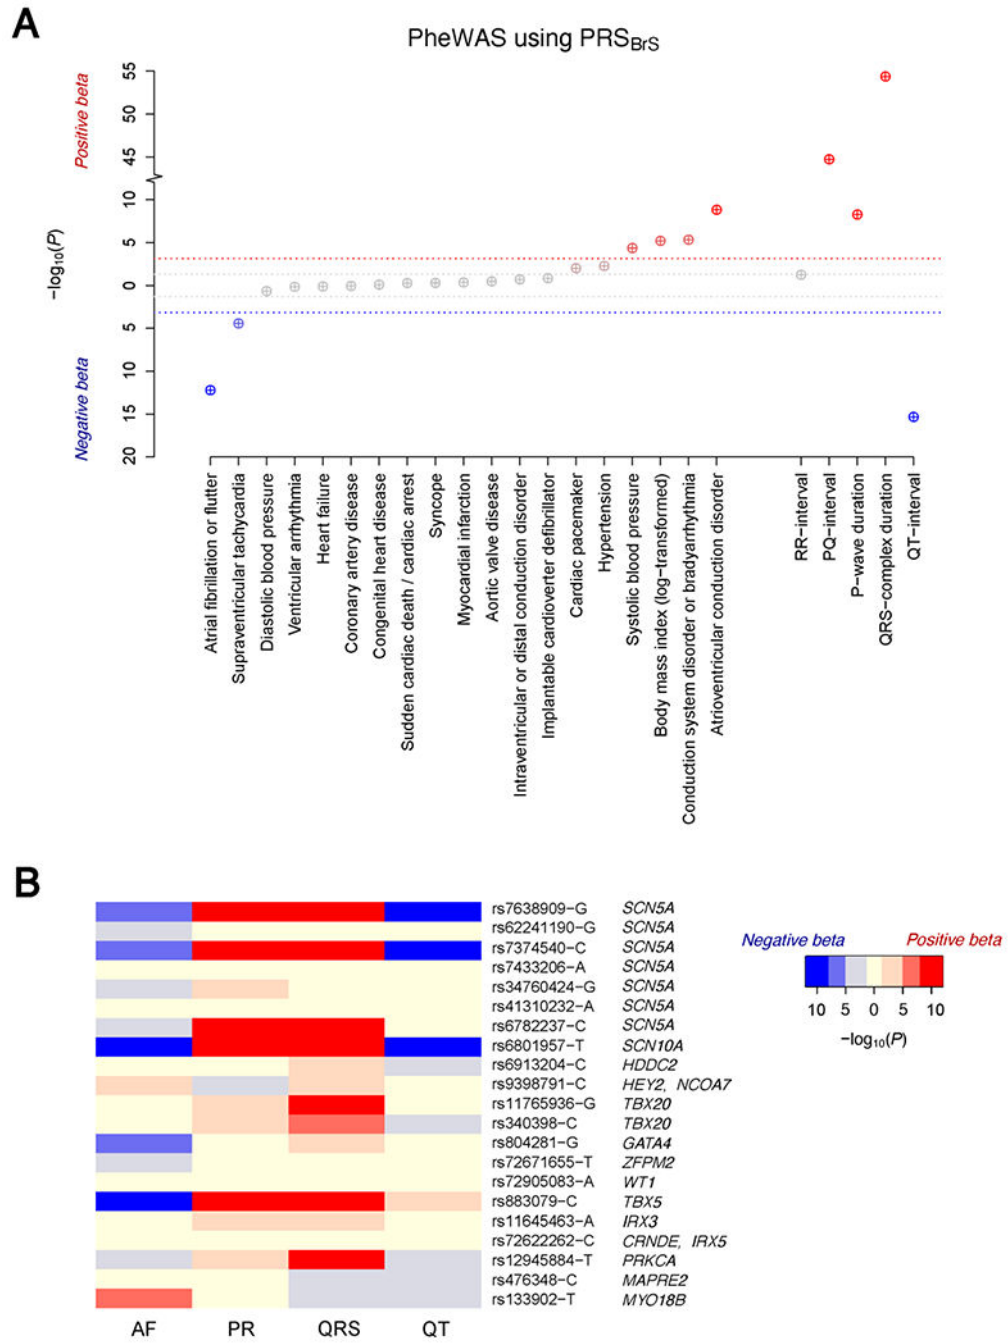 A
PheWAS using PRSBrS
Positive beta
−log10(P)
Negative beta
55
50
45
10
5
0
5
10
15
20
Atrial fibrillation or flutter
Supraventricular tachycardia
Diastolic blood pressure
Ventricular arrhythmia
Heart failure
Coronary artery disease
Congenital heart disease
Sudden cardiac death / cardiac arrest
Syncope
Myocardial infarction
Aortic valve disease
Intraventricular or distal conduction disorder
Implantable cardioverter defibrillator
Cardiac pacemaker
Hypertension
Systolic blood pressure
Body mass index (log−transformed)
Conduction system disorder or bradyarrhythmia
Atrioventricular conduction disorder
RR−interval
PQ−interval
P−wave duration
QRS−complex duration
QT−interval
B
rs7638909−G SCN5A
rs62241190−G SCN5A
rs7374540−C SCN5A
rs7433206−A SCN5A
rs34760424−G SCN5A
rs41310232−A SCN5A
rs6782237−C SCN5A
rs6801957−T SCN10A
rs6913204−C HDDC2
rs9398791−C HEY2, NCOA7
rs11765936−G TBX20
rs340398−C TBX20
rs804281−G GATA4
rs72671655−T ZFPM2
rs72905083−A WT1
rs883079−C TBX5
rs11645463−A IRX3
rs72622262−C CRNDE, IRX5
rs12945884−T PRKCA
rs476348−C MAPRE2
rs133902−T MYO18B
AF PR QRS QT
Negative beta Positive beta
10 5 0 5 10
−log10(P)